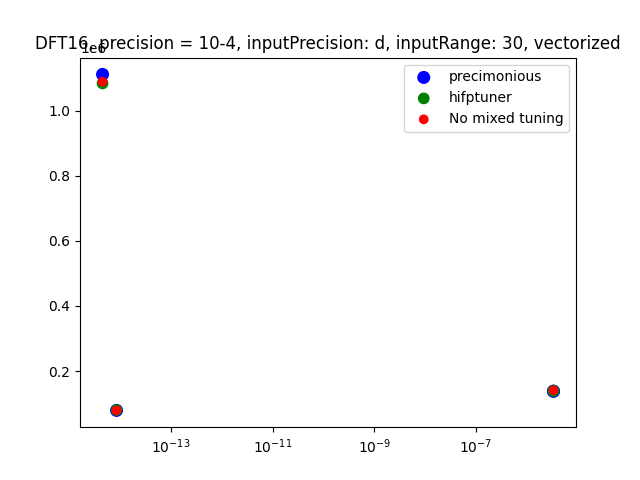 DFT16, precision = 10-4, inputPrecision: d, inputRange: 30, vectorized
1e6
precimonious
hifptuner
No mixed tuning
1.0
0.8
0.6
0.4
0.2
10⁻¹³ 10⁻¹¹ 10⁻⁹ 10⁻⁷